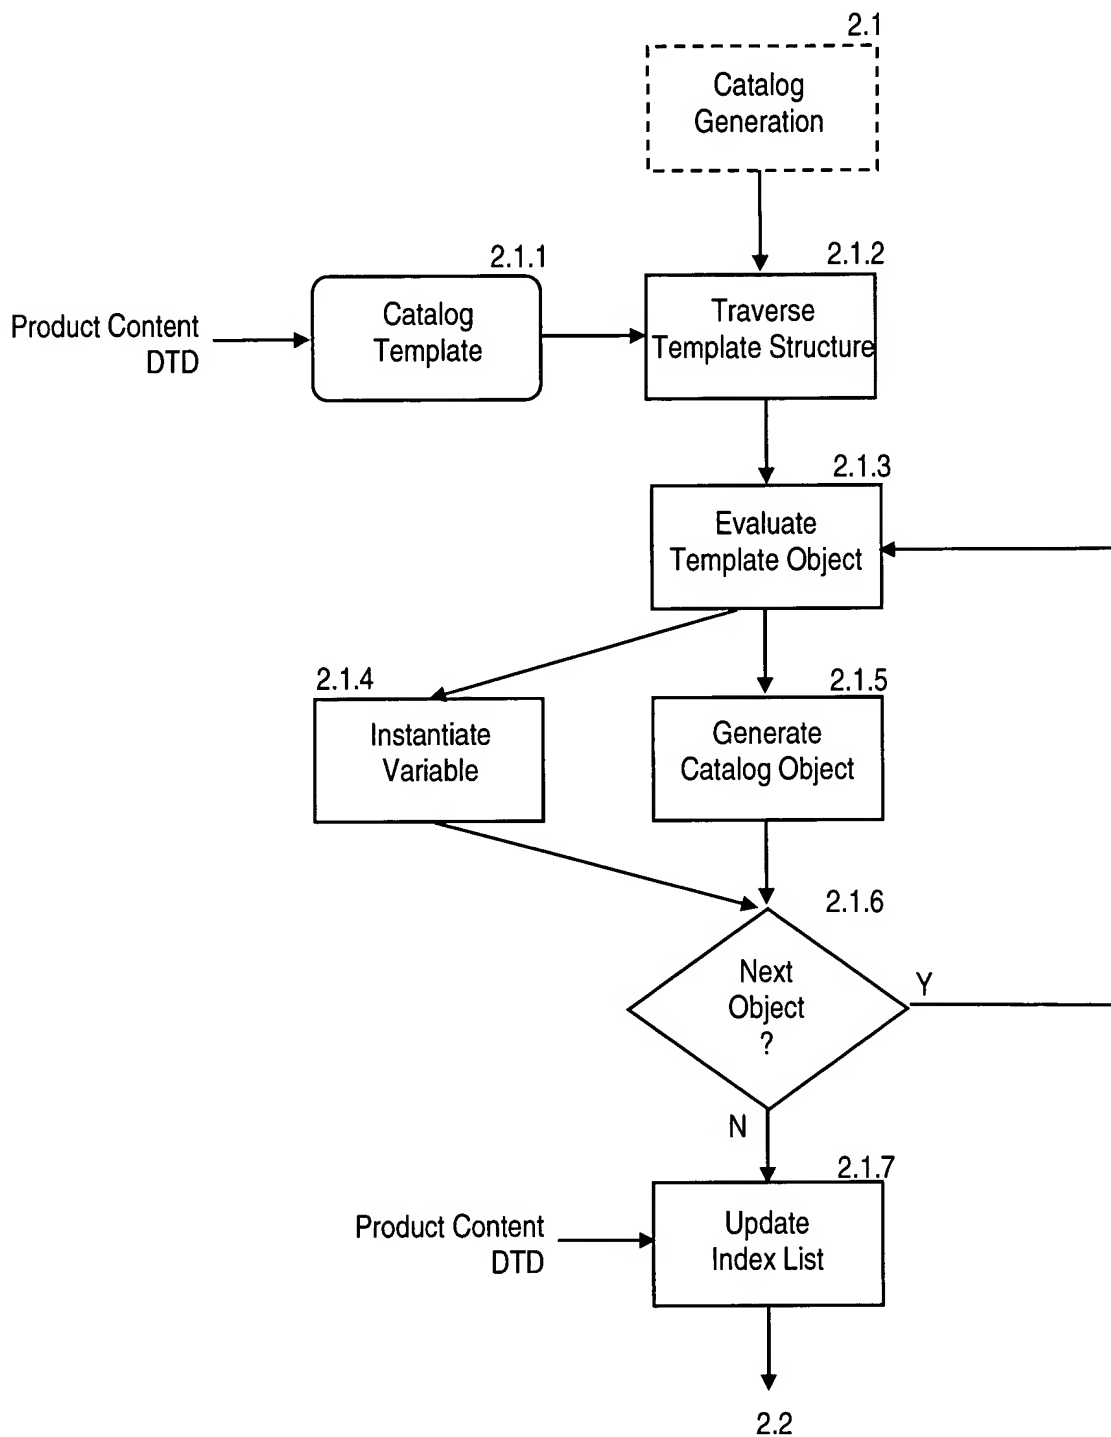 2.1
Catalog
Generation
2.1.1
2.1.2
Product Content
DTD
Catalog
Template
Traverse
Template Structure
2.1.3
Evaluate
Template Object
2.1.4
2.1.5
Instantiate
Variable
Generate
Catalog Object
2.1.6
Next
Object
?
Y
N
2.1.7
Product Content
DTD
Update
Index List
2.2